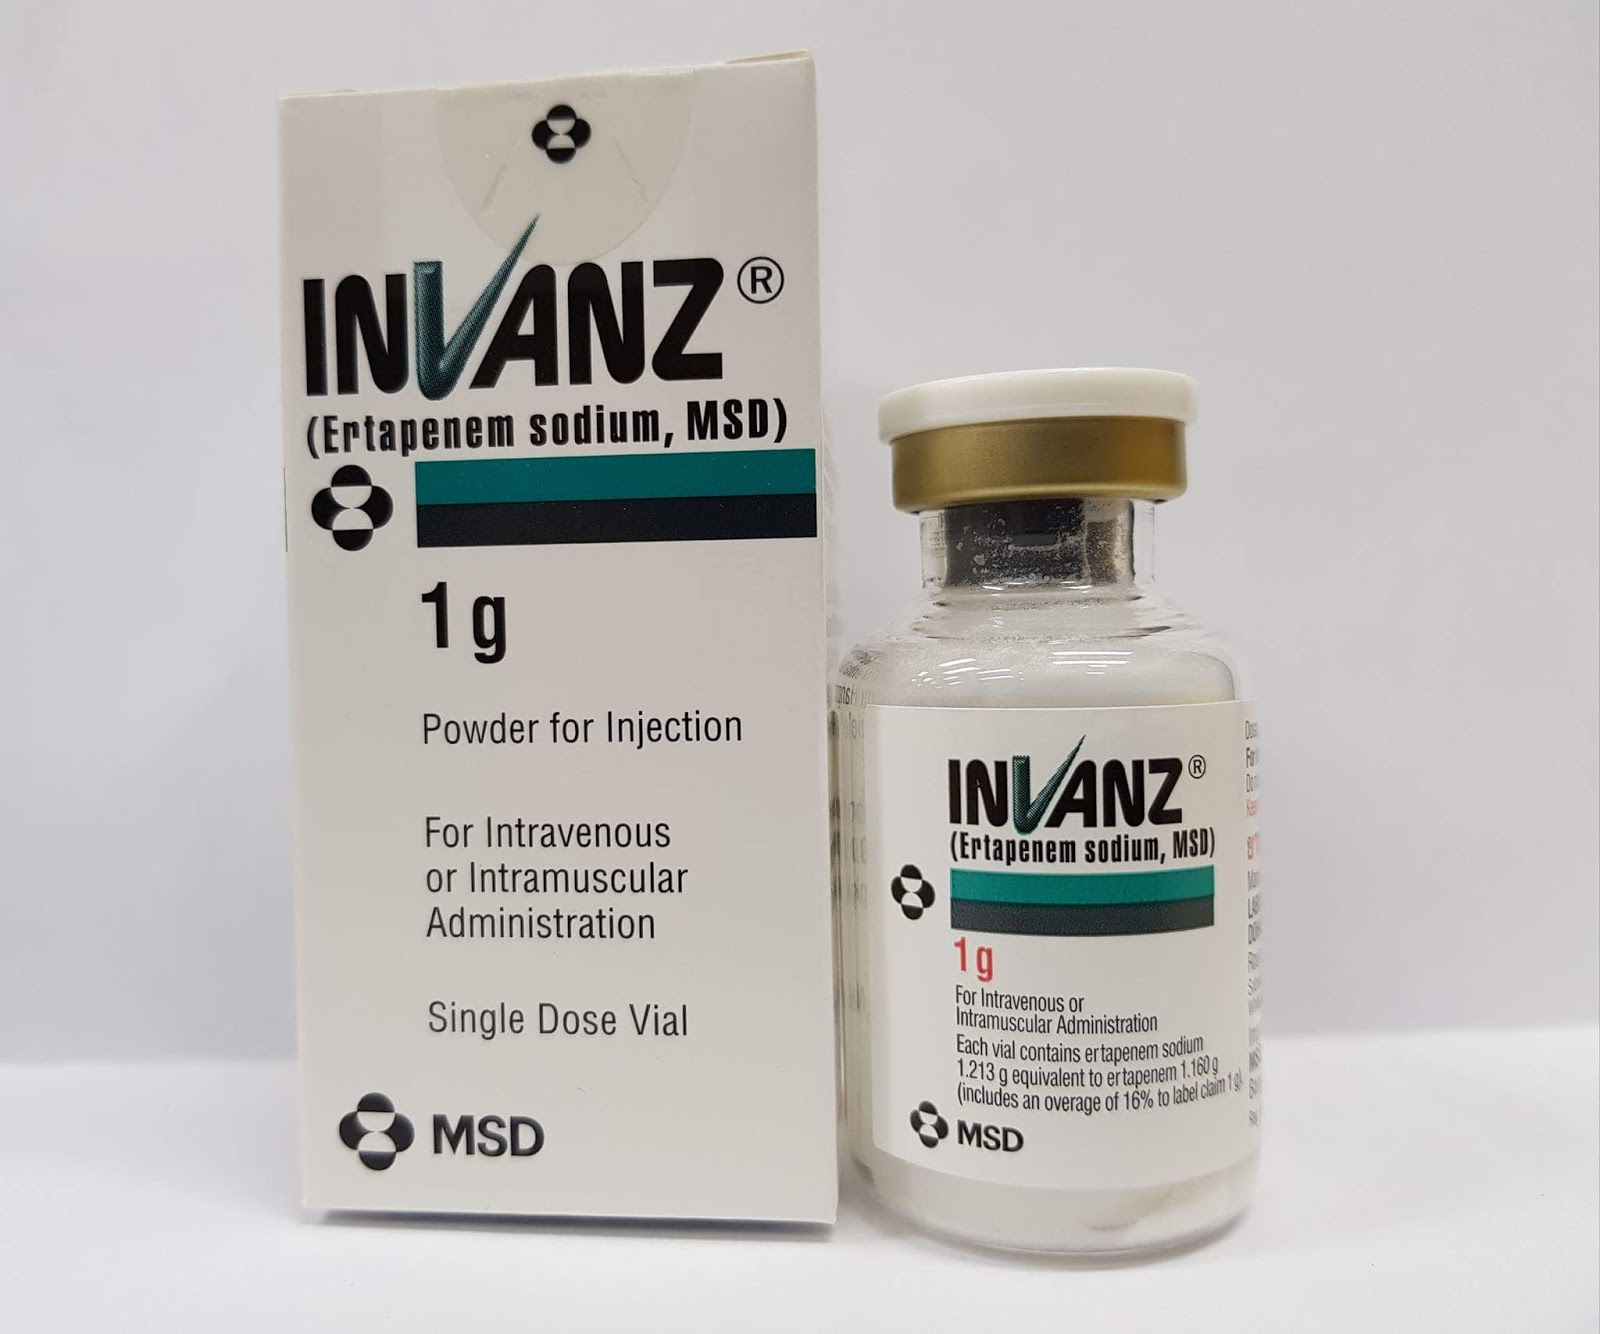 INVANZ®
(Ertapenem sodium, MSD)
1 g
Powder for Injection
For Intravenous
or Intramuscular
Administration
Single Dose Vial
MSD
INVANZ®
(Ertapenem sodium, MSD)
1 g
For Intravenous or
Intramuscular Administration
Each vial contains ertapenem sodium
1.213 g equivalent to ertapenem 1.160 g
(includes an overage of 16% to label claim 1 g).
MSD